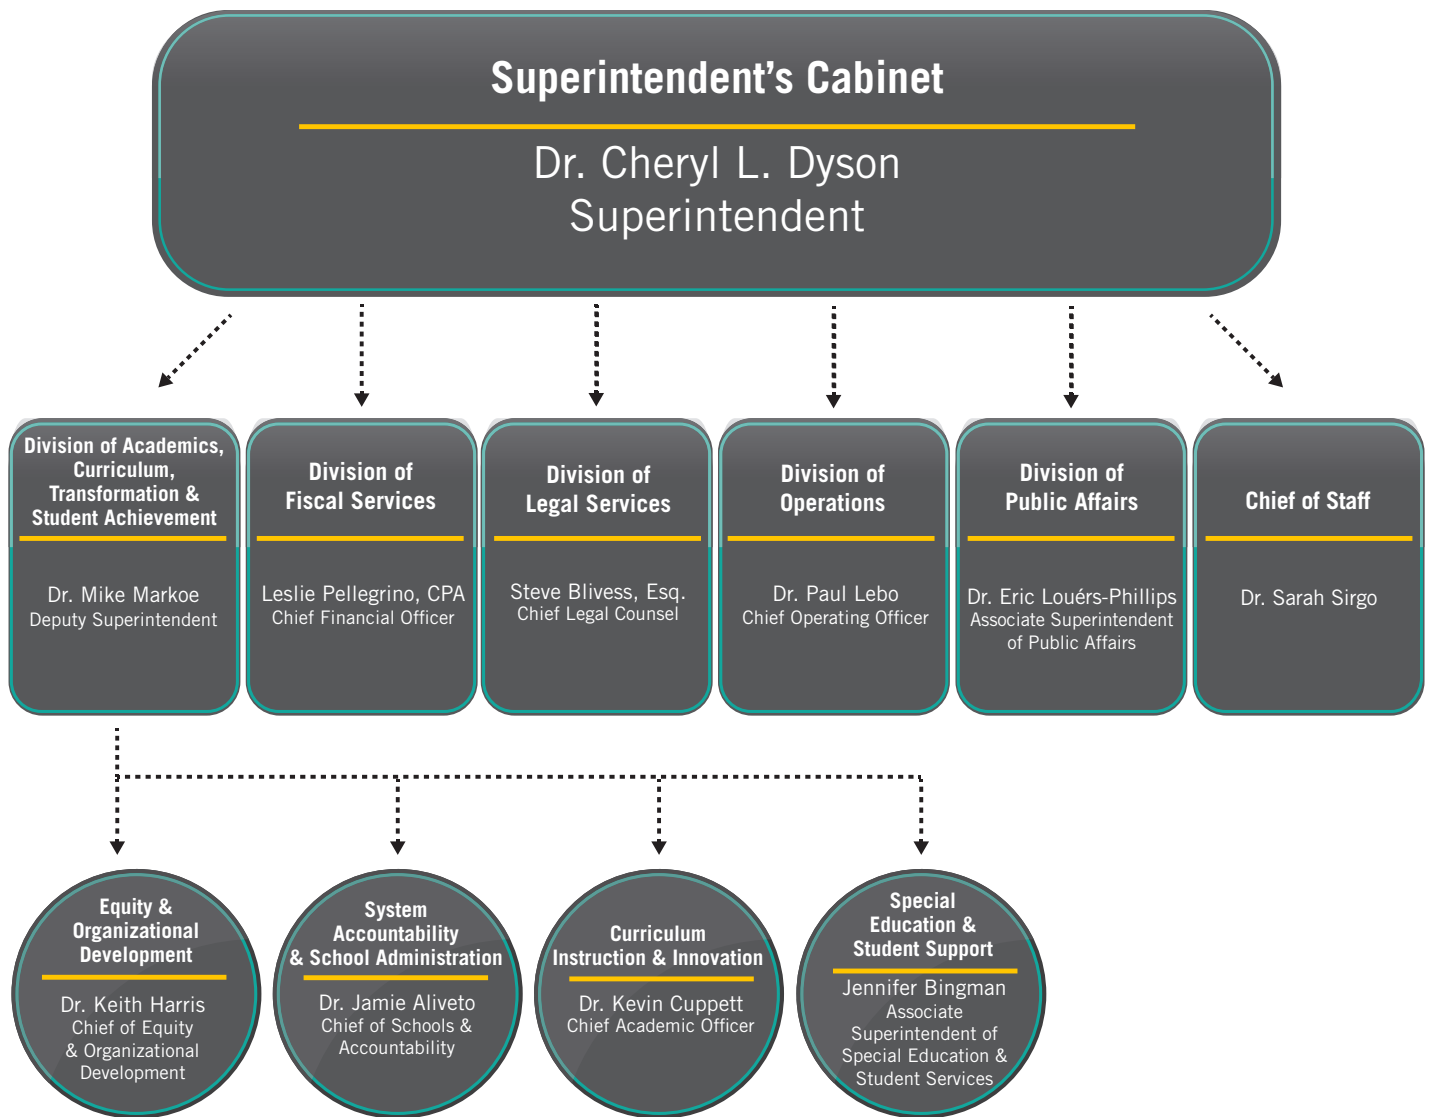 Superintendent’s Cabinet
Dr. Cheryl L. Dyson
Superintendent
Division of Academics,
Curriculum,
Transformation &
Student Achievement
Dr. Mike Markoe
Deputy Superintendent
Division of
Fiscal Services
Leslie Pellegrino, CPA
Chief Financial Officer
Division of
Legal Services
Steve Blivess, Esq.
Chief Legal Counsel
Division of
Operations
Dr. Paul Lebo
Chief Operating Officer
Division of
Public Affairs
Dr. Eric Louérs-Phillips
Associate Superintendent
of Public Affairs
Chief of Staff
Dr. Sarah Sirgo
Equity &
Organizational
Development
Dr. Keith Harris
Chief of Equity
& Organizational
Development
System
Accountability
& School Administration
Dr. Jamie Aliveto
Chief of Schools &
Accountability
Curriculum
Instruction & Innovation
Dr. Kevin Cuppett
Chief Academic Officer
Special
Education &
Student Support
Jennifer Bingman
Associate
Superintendent of
Special Education &
Student Services